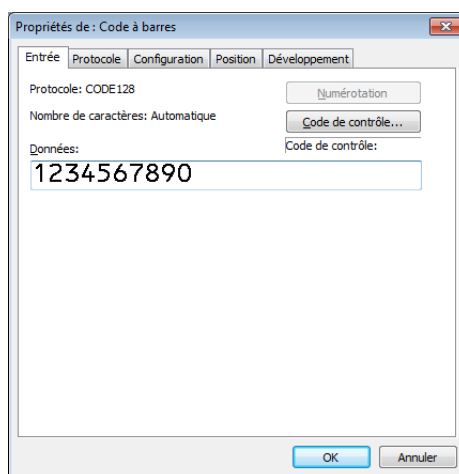 Propriétés de : Code à barres
Entrée Protocole Configuration Position Développement
Protocole: CODE128
Numérotation
Nombre de caractères: Automatique
Code de contrôle...
Données:
Code de contrôle:
1234567890
OK Annuler